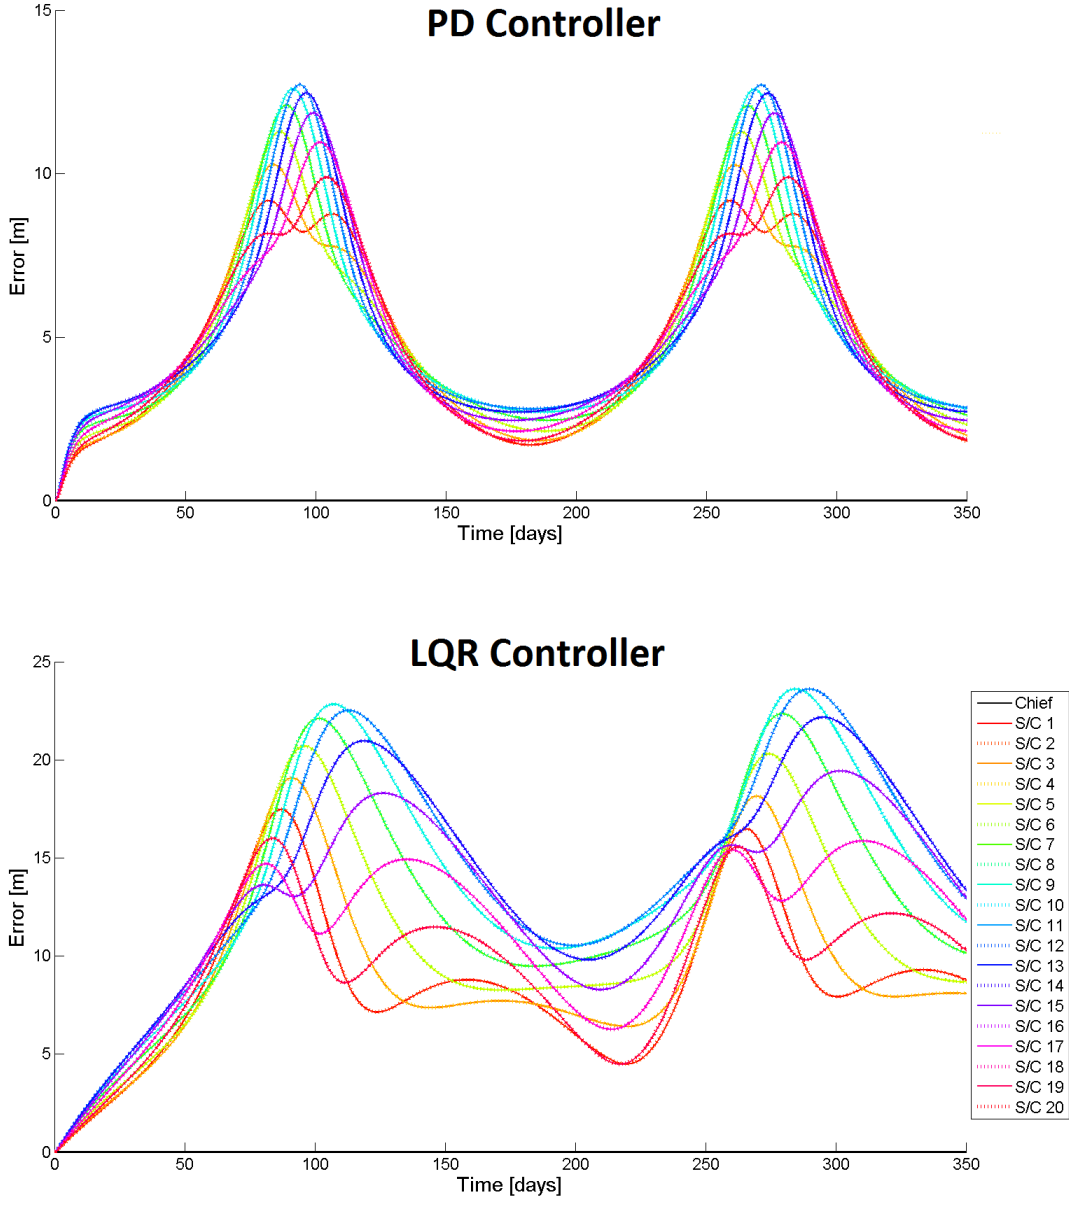 PD Controller
15
10
5
0
Error [m]
0 50 100 150 200 250 300 350
Time [days]
LQR Controller
25
20
15
10
5
0
Error [m]
0 50 100 150 200 250 300 350
Time [days]
Chief
S/C 1
S/C 2
S/C 3
S/C 4
S/C 5
S/C 6
S/C 7
S/C 8
S/C 9
S/C 10
S/C 11
S/C 12
S/C 13
S/C 14
S/C 15
S/C 16
S/C 17
S/C 18
S/C 19
S/C 20